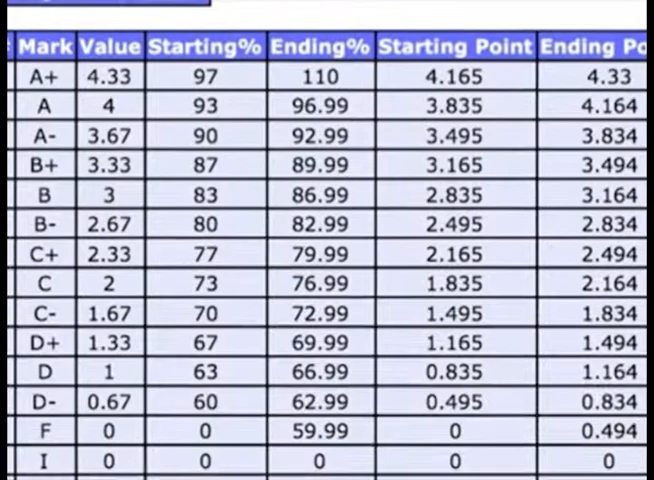 Mark Value Starting% Ending% Starting Point Ending Po
A+ 4.33 97 110 4.165 4.33
A 4 93 96.99 3.835 4.164
A- 3.67 90 92.99 3.495 3.834
B+ 3.33 87 89.99 3.165 3.494
B 3 83 86.99 2.835 3.164
B- 2.67 80 82.99 2.495 2.834
C+ 2.33 77 79.99 2.165 2.494
C 2 73 76.99 1.835 2.164
C- 1.67 70 72.99 1.495 1.834
D+ 1.33 67 69.99 1.165 1.494
D 1 63 66.99 0.835 1.164
D- 0.67 60 62.99 0.495 0.834
F 0 0 59.99 0 0.494
I 0 0 0 0 0